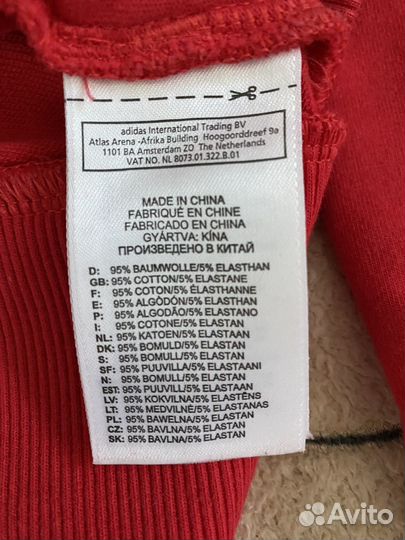 adidas International Trading BV
Atlas Arena -Afrika Building Hoogoorddreef 9a
1101 BA Amsterdam ZO The Netherlands
VAT NO. NL 8073.01.322.B.01
MADE IN CHINA
FABRIQUÉ EN CHINE
FABRICADO EN CHINA
GYÁRTVA: KÍNA
ПРОИЗВЕДЕНО В КИТАЙ
D: 95% BAUMWOLLE/5% ELASTHAN
GB: 95% COTTON/5% ELASTANE
F: 95% COTON/5% ÉLASTHANNE
E: 95% ALGODÓN/5% ELASTANO
P: 95% ALGODÃO/5% ELASTANO
I: 95% COTONE/5% ELASTAN
NL: 95% KATOEN/5% ELASTAAN
DK: 95% BOMULD/5% ELASTAN
S: 95% BOMULL/5% ELASTAN
SF: 95% PUUVILLA/5% ELASTAANI
N: 95% BOMULL/5% ELASTAN
EST: 95% PUUVILL/5% ELASTAAN
LV: 95% KOKVILNA/5% ELASTĒNS
LT: 95% MEDVILNĖ/5% ELASTANAS
PL: 95% BAWEŁNA/5% ELASTAN
CZ: 95% BAVLNA/5% ELASTAN
SK: 95% BAVLNA/5% ELASTAN
Avito